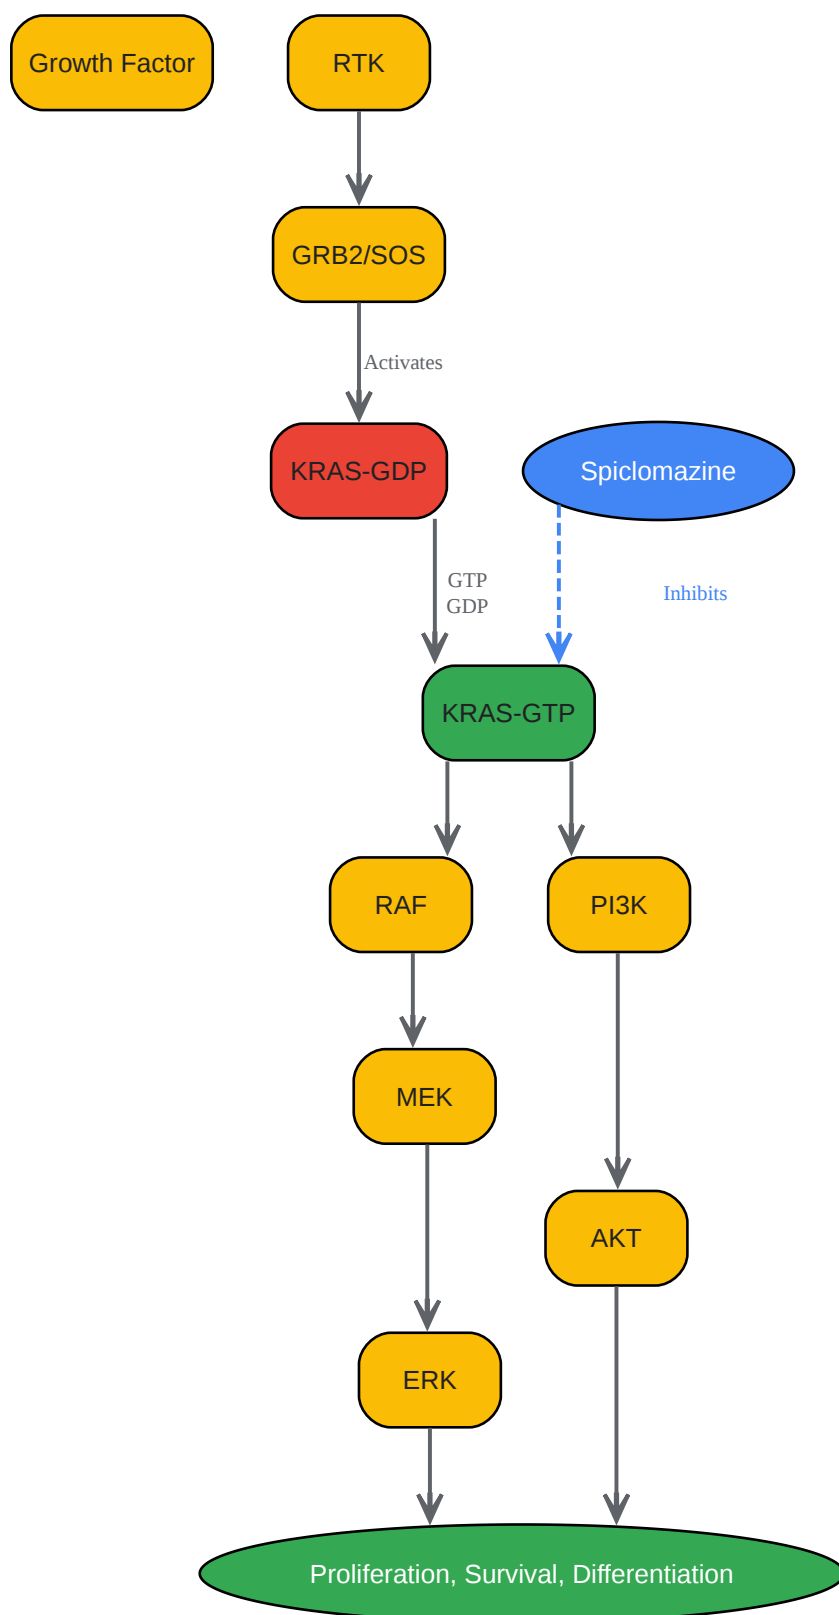 Growth Factor
RTK
GRB2/SOS
Activates
KRAS-GDP
Spiclomazine
GTP
GDP
Inhibits
KRAS-GTP
RAF
PI3K
MEK
AKT
ERK
Proliferation, Survival, Differentiation